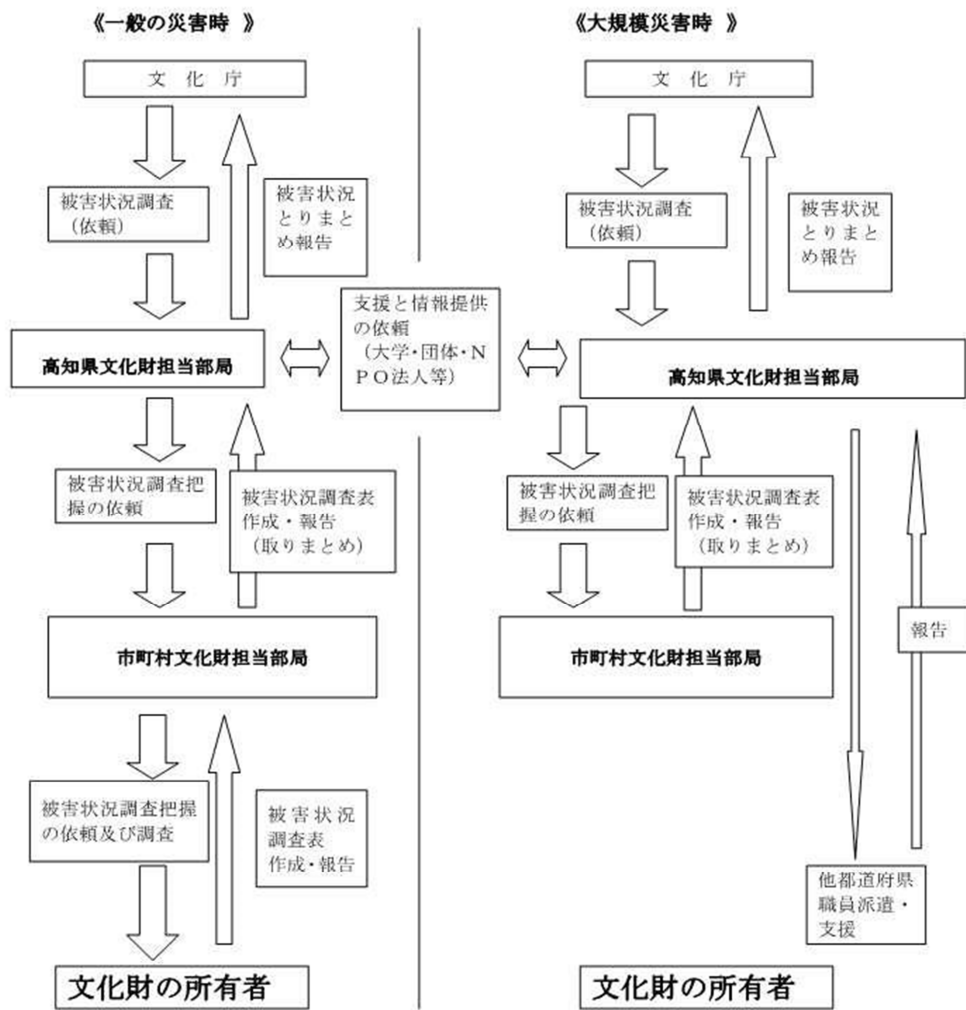 《一般の災害時 》
文 化 庁
被害状況調査
(依頼)
被害状況
とりまと
め報告
高知県文化財担当部局
支援と情報提供
の依頼
(大学・団体・N
PO法人等)
被害状況調査把
握の依頼
被害状況調査表
作成・報告
(取りまとめ)
市町村文化財担当部局
被害状況調査把握
の依頼及び調査
被害状況
調査表
作成・報告
文化財の所有者
《大規模災害時 》
文 化 庁
被害状況調査
(依頼)
被害状況
とりまと
め報告
高知県文化財担当部局
被害状況調査把
握の依頼
被害状況調査表
作成・報告
(取りまとめ)
市町村文化財担当部局
報告
他都道府県
職員派遣・
支援
文化財の所有者